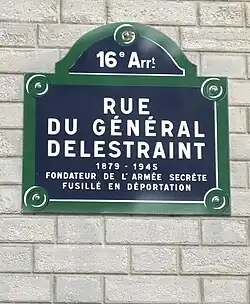 16e Arrt
RUE
DU GÉNÉRAL
DELESTRAINT
1879 - 1945
FONDATEUR DE L'ARMÉE SECRÈTE
FUSILLÉ EN DÉPORTATION